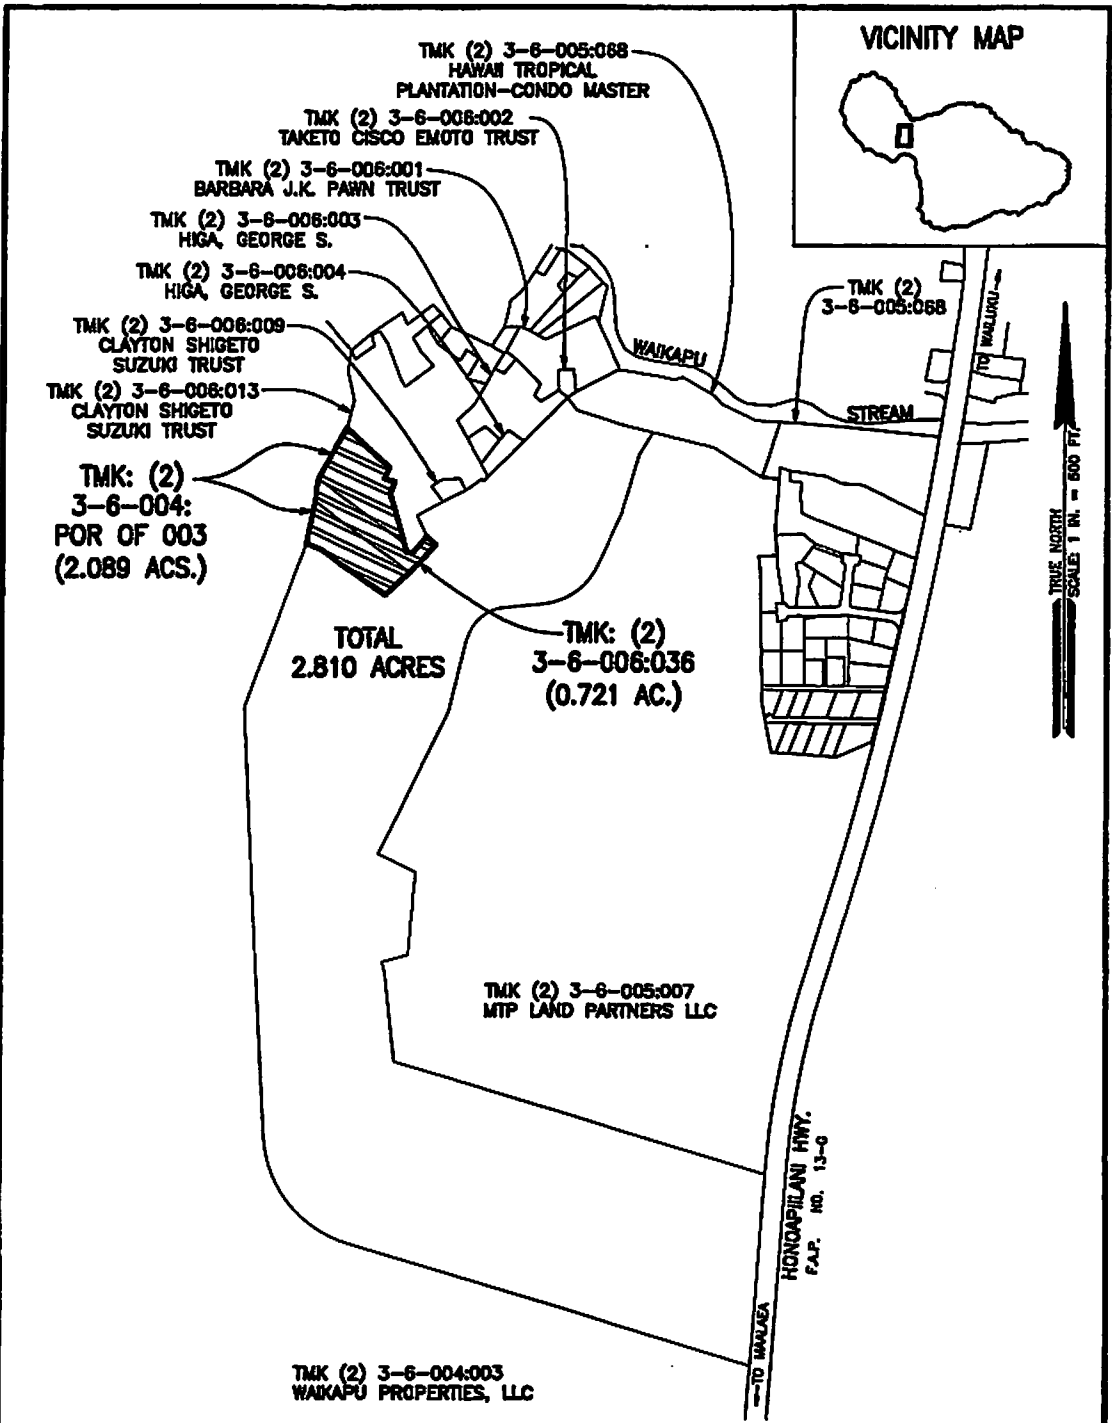 VICINITY MAP
TMK (2) 3-6-005:068
HAWAII TROPICAL
PLANTATION-CONDO MASTER
TMK (2) 3-6-006:002
TAKETO CISCO EMOTO TRUST
TMK (2) 3-6-006:001
BARBARA J.K. PAWN TRUST
TMK (2) 3-6-006:003
HIGA, GEORGE S.
TMK (2) 3-6-006:004
HIGA, GEORGE S.
TMK (2) 3-6-006:009
CLAYTON SHIGETO
SUZUKI TRUST
TMK (2) 3-6-006:013
CLAYTON SHIGETO
SUZUKI TRUST
TMK: (2)
3-6-004:
POR OF 003
(2.089 ACS.)
TMK (2)
3-6-005:068
TO WAILUKU
WAIKAPU
STREAM
TRUE NORTH
SCALE: 1 IN. = 600 FT.
TOTAL
2.810 ACRES
TMK: (2)
3-6-006:036
(0.721 AC.)
TMK (2) 3-6-005:007
MTP LAND PARTNERS LLC
HONOAPIILANI HWY.
F.A.P. NO. 13-G
TO MAALAEA
TMK (2) 3-6-004:003
WAIKAPU PROPERTIES, LLC